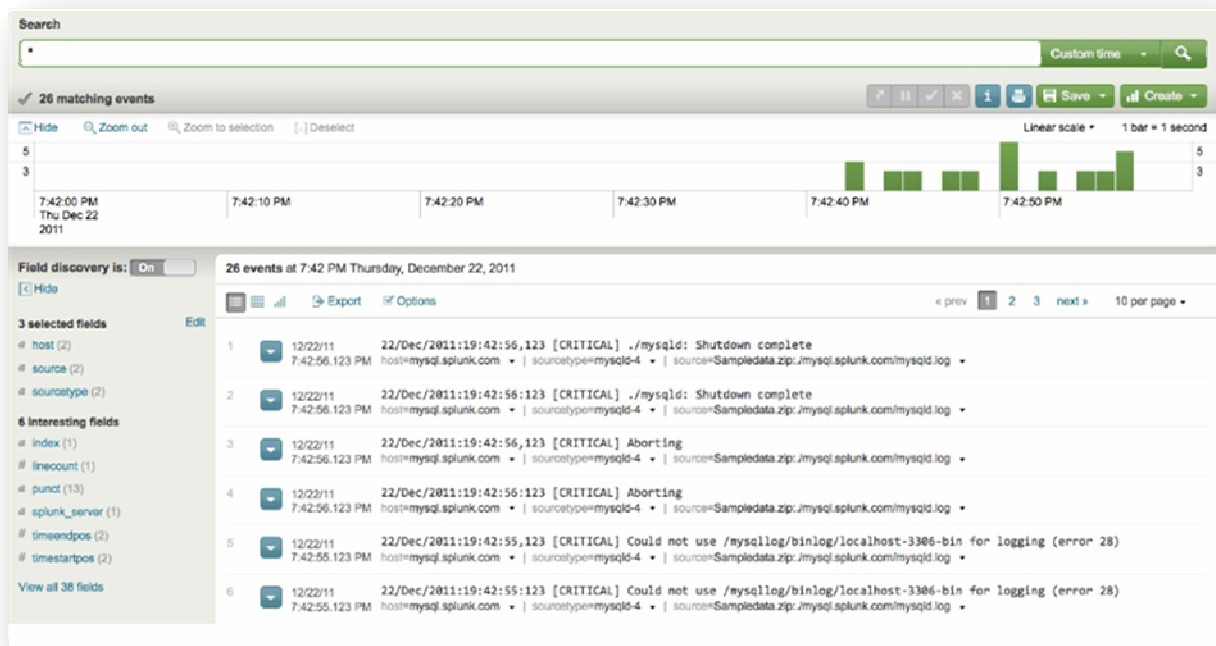 Search
*
Custom time
26 matching events
Save
Create
Hide
Zoom out
Zoom to selection
[..] Deselect
Linear scale
1 bar = 1 second
5
5
3
3
7:42:00 PM
7:42:10 PM
7:42:20 PM
7:42:30 PM
7:42:40 PM
7:42:50 PM
Thu Dec 22
2011
Field discovery is: On
26 events at 7:42 PM Thursday, December 22, 2011
Hide
Export
Options
« prev 1 2 3 next » 10 per page
3 selected fields Edit
a host (2)
a source (2)
a sourcetype (2)
6 interesting fields
a index (1)
# linecount (1)
a punct (13)
a splunk_server (1)
# timeendpos (2)
# timestartpos (2)
View all 38 fields
1 12/22/11 22/Dec/2011:19:42:56,123 [CRITICAL] ./mysqld: Shutdown complete
7:42:56.123 PM host=mysql.splunk.com | sourcetype=mysqld-4 | source=Sampledata.zip:./mysql.splunk.com/mysqld.log
2 12/22/11 22/Dec/2011:19:42:56,123 [CRITICAL] ./mysqld: Shutdown complete
7:42:56.123 PM host=mysql.splunk.com | sourcetype=mysqld-4 | source=Sampledata.zip:./mysql.splunk.com/mysqld.log
3 12/22/11 22/Dec/2011:19:42:56,123 [CRITICAL] Aborting
7:42:56.123 PM host=mysql.splunk.com | sourcetype=mysqld-4 | source=Sampledata.zip:./mysql.splunk.com/mysqld.log
4 12/22/11 22/Dec/2011:19:42:56:123 [CRITICAL] Aborting
7:42:56.123 PM host=mysql.splunk.com | sourcetype=mysqld-4 | source=Sampledata.zip:./mysql.splunk.com/mysqld.log
5 12/22/11 22/Dec/2011:19:42:55,123 [CRITICAL] Could not use /mysqllog/binlog/localhost-3306-bin for logging (error 28)
7:42:55.123 PM host=mysql.splunk.com | sourcetype=mysqld-4 | source=Sampledata.zip:./mysql.splunk.com/mysqld.log
6 12/22/11 22/Dec/2011:19:42:55,123 [CRITICAL] Could not use /mysqllog/binlog/localhost-3306-bin for logging (error 28)
7:42:55.123 PM host=mysql.splunk.com | sourcetype=mysqld-4 | source=Sampledata.zip:./mysql.splunk.com/mysqld.log